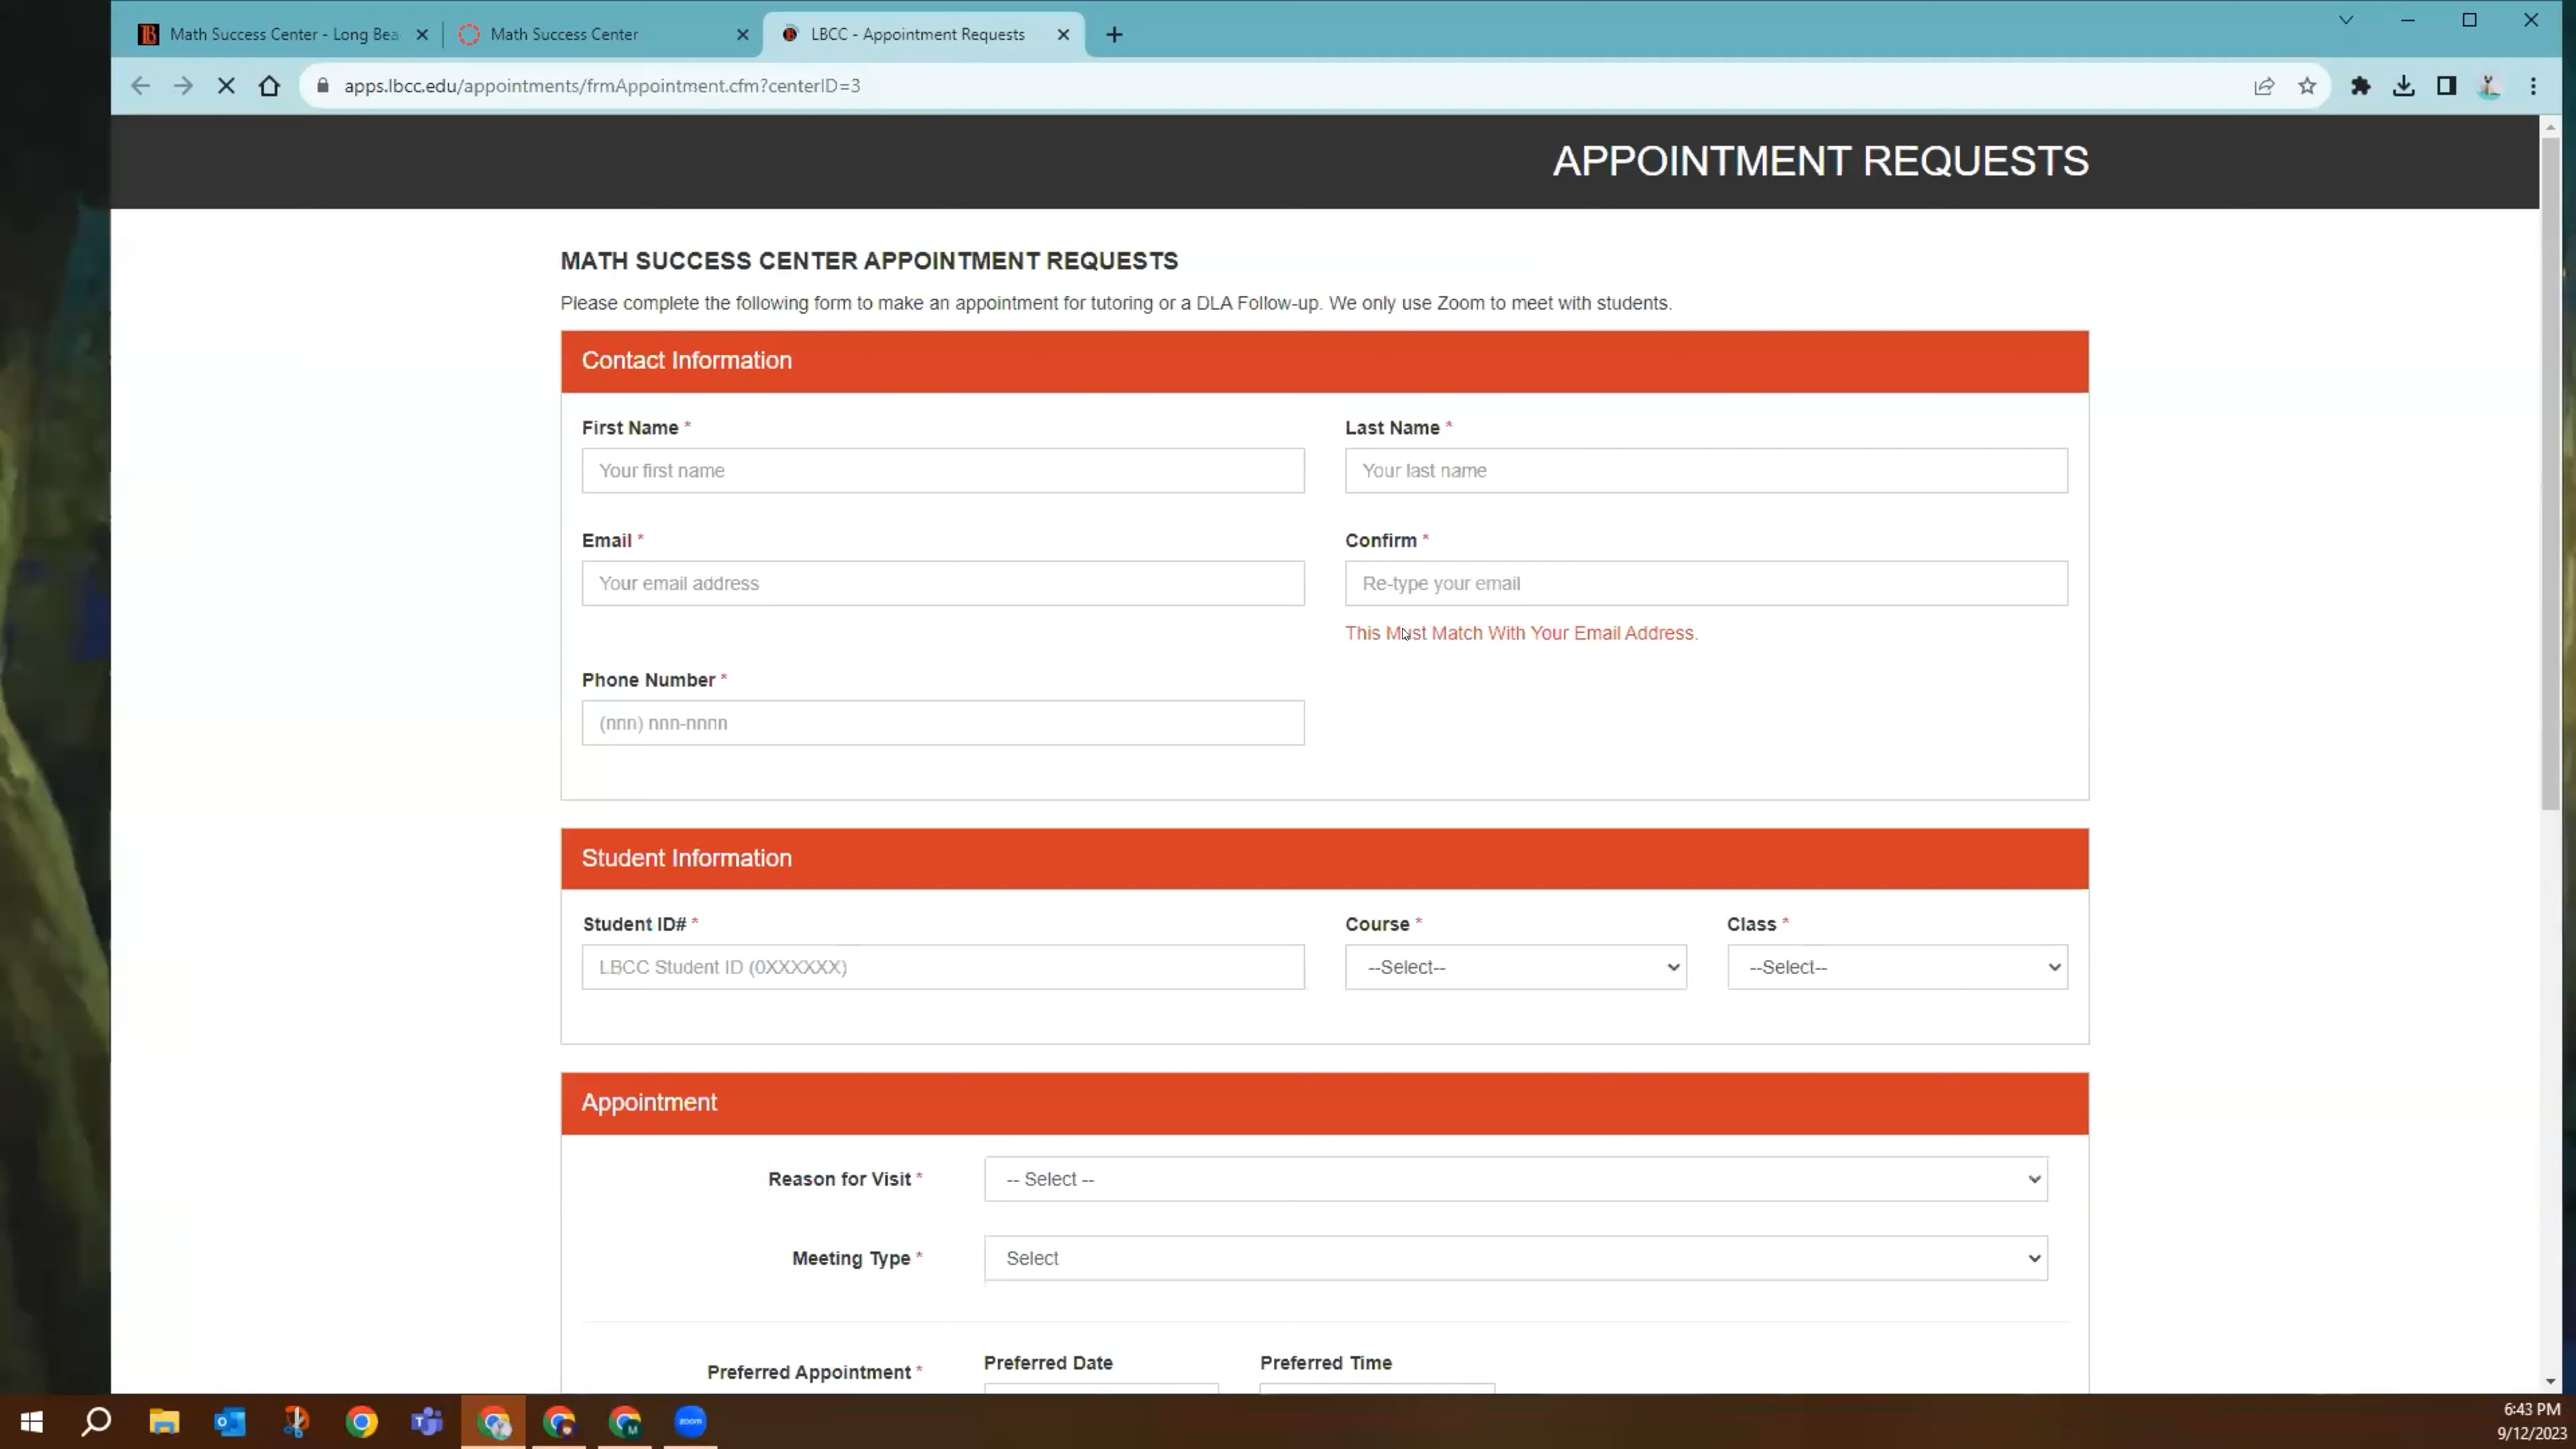 Math Success Center - Long Bea
Math Success Center
LBCC - Appointment Requests
apps.lbcc.edu/appointments/frmAppointment.cfm?centerID=3
APPOINTMENT REQUESTS
MATH SUCCESS CENTER APPOINTMENT REQUESTS
Please complete the following form to make an appointment for tutoring or a DLA Follow-up. We only use Zoom to meet with students.
Contact Information
First Name *
Last Name *
Your first name
Your last name
Email *
Confirm *
Your email address
Re-type your email
This Must Match With Your Email Address.
Phone Number *
(nnn) nnn-nnnn
Student Information
Student ID# *
Course *
Class *
LBCC Student ID (0XXXXXX)
--Select--
--Select--
Appointment
Reason for Visit *
-- Select --
Meeting Type *
Select
Preferred Appointment *
Preferred Date
Preferred Time
zoom
6:43 PM
9/12/2023